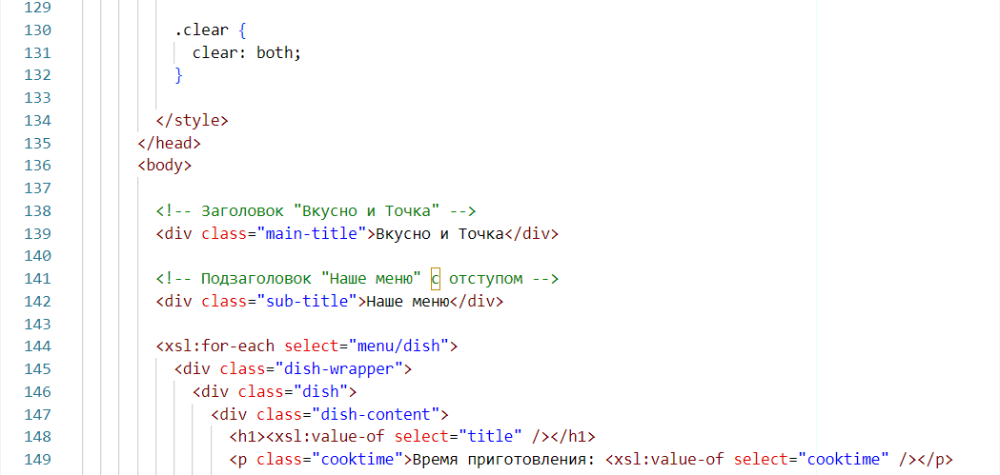 129
130 .clear {
131 clear: both;
132 }
133
134 </style>
135 </head>
136 <body>
137
138 <!-- Заголовок "Вкусно и Точка" -->
139 <div class="main-title">Вкусно и Точка</div>
140
141 <!-- Подзаголовок "Наше меню" с отступом -->
142 <div class="sub-title">Наше меню</div>
143
144 <xsl:for-each select="menu/dish">
145 <div class="dish-wrapper">
146 <div class="dish">
147 <div class="dish-content">
148 <h1><xsl:value-of select="title" /></h1>
149 <p class="cooktime">Время приготовления: <xsl:value-of select="cooktime" /></p>